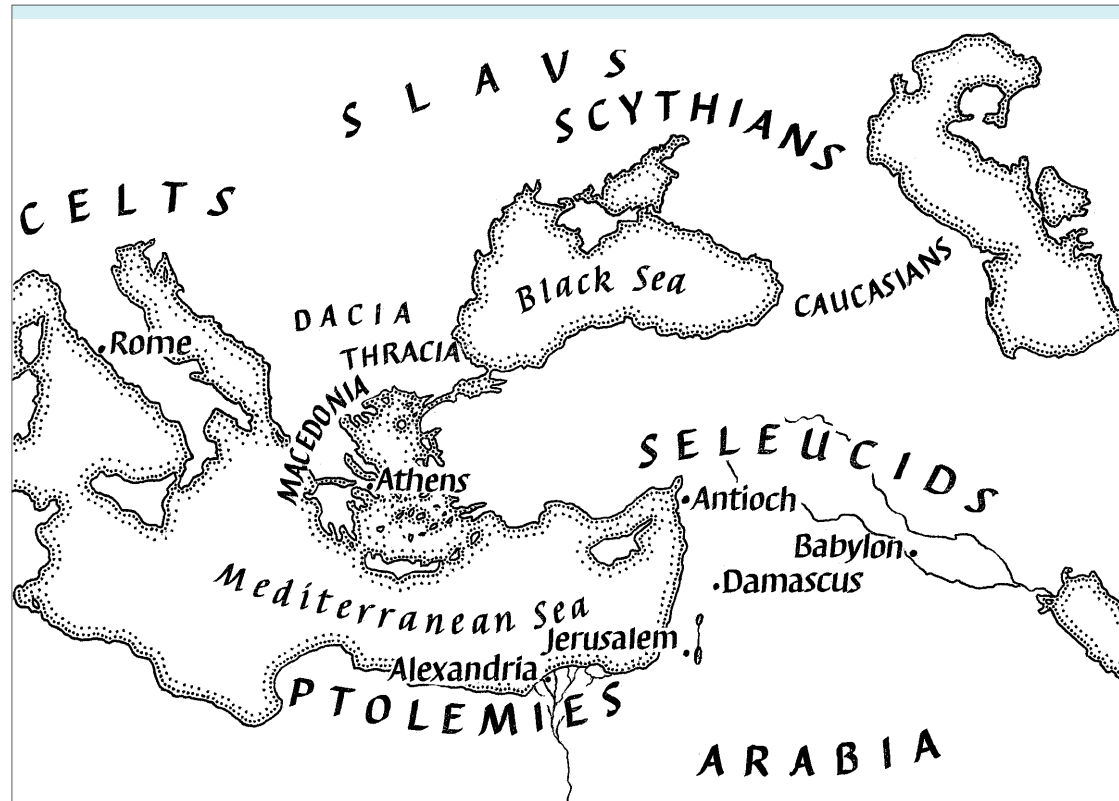 SLAVS
SCYTHIANS
CELTS
Black Sea
CAUCASIANS
DACIA
Rome
THRACIA
MACEDONIA
SELEUCIDS
Athens
Antioch
Babylon
Damascus
Mediterranean Sea
Jerusalem
Alexandria
PTOLEMIES
ARABIA